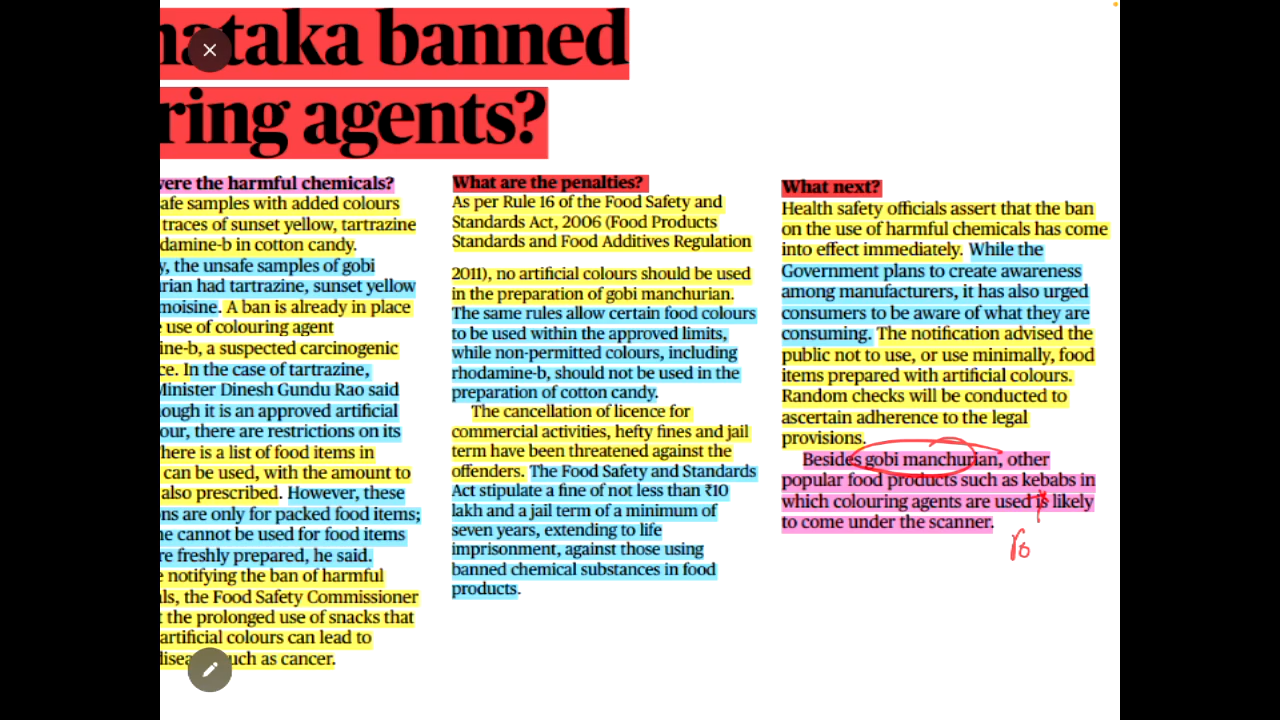 nataka banned
ring agents?
were the harmful chemicals?
afe samples with added colours
traces of sunset yellow, tartrazine
damine-b in cotton candy.
y, the unsafe samples of gobi
rian had tartrazine, sunset yellow
moisine. A ban is already in place
e use of colouring agent
ine-b, a suspected carcinogenic
ce. In the case of tartrazine,
Minister Dinesh Gundu Rao said
ough it is an approved artificial
our, there are restrictions on its
here is a list of food items in
can be used, with the amount to
also prescribed. However, these
ns are only for packed food items;
ne cannot be used for food items
re freshly prepared, he said.
e notifying the ban of harmful
ls, the Food Safety Commissioner
t the prolonged use of snacks that
artificial colours can lead to
disea uch as cancer.
What are the penalties?
As per Rule 16 of the Food Safety and
Standards Act, 2006 (Food Products
Standards and Food Additives Regulation
2011), no artificial colours should be used
in the preparation of gobi manchurian.
The same rules allow certain food colours
to be used within the approved limits,
while non-permitted colours, including
rhodamine-b, should not be used in the
preparation of cotton candy.
The cancellation of licence for
commercial activities, hefty fines and jail
term have been threatened against the
offenders. The Food Safety and Standards
Act stipulate a fine of not less than ₹10
lakh and a jail term of a minimum of
seven years, extending to life
imprisonment, against those using
banned chemical substances in food
products.
What next?
Health safety officials assert that the ban
on the use of harmful chemicals has come
into effect immediately. While the
Government plans to create awareness
among manufacturers, it has also urged
consumers to be aware of what they are
consuming. The notification advised the
public not to use, or use minimally, food
items prepared with artificial colours.
Random checks will be conducted to
ascertain adherence to the legal
provisions.
Besides gobi manchurian, other
popular food products such as kebabs in
which colouring agents are used is likely
to come under the scanner.